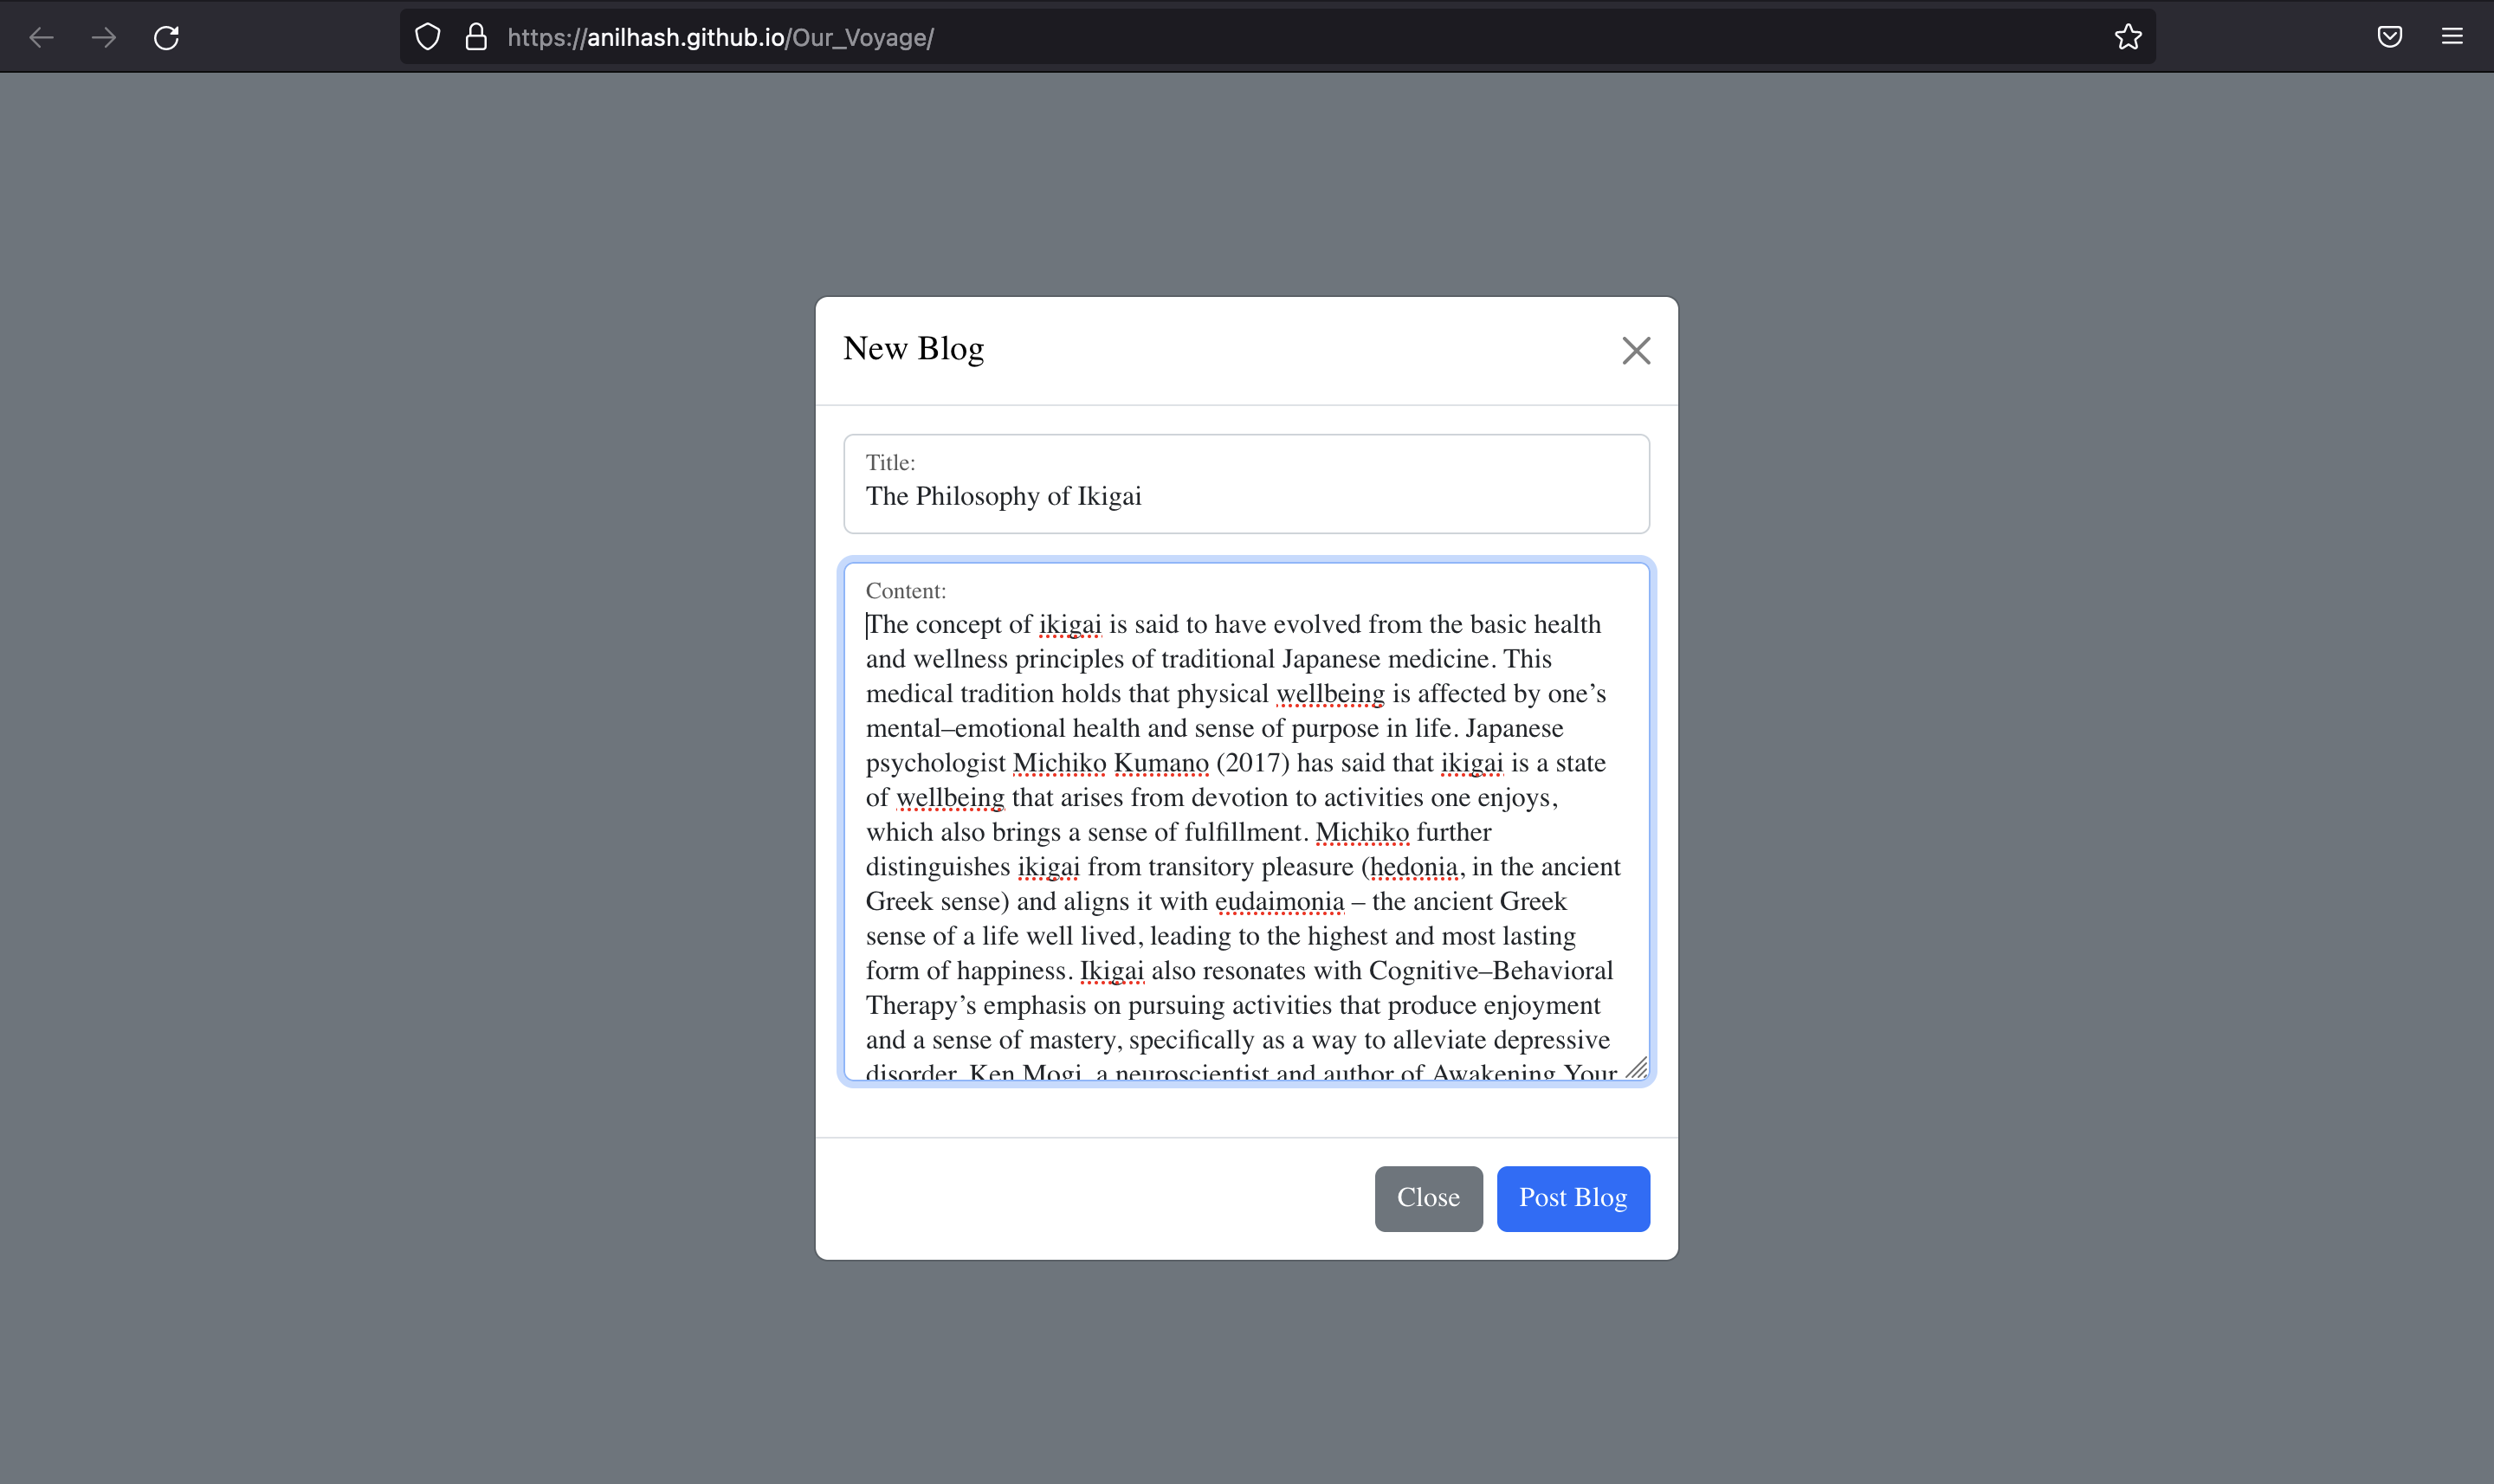 https://anilhash.github.io/Our_Voyage/
New Blog
Title:
The Philosophy of Ikigai
Content:
The concept of ikigai is said to have evolved from the basic health
and wellness principles of traditional Japanese medicine. This
medical tradition holds that physical wellbeing is affected by one’s
mental–emotional health and sense of purpose in life. Japanese
psychologist Michiko Kumano (2017) has said that ikigai is a state
of wellbeing that arises from devotion to activities one enjoys,
which also brings a sense of fulfillment. Michiko further
distinguishes ikigai from transitory pleasure (hedonia, in the ancient
Greek sense) and aligns it with eudaimonia – the ancient Greek
sense of a life well lived, leading to the highest and most lasting
form of happiness. Ikigai also resonates with Cognitive–Behavioral
Therapy’s emphasis on pursuing activities that produce enjoyment
and a sense of mastery, specifically as a way to alleviate depressive
disorder. Ken Mogi, a neuroscientist and author of Awakening Your
Close
Post Blog